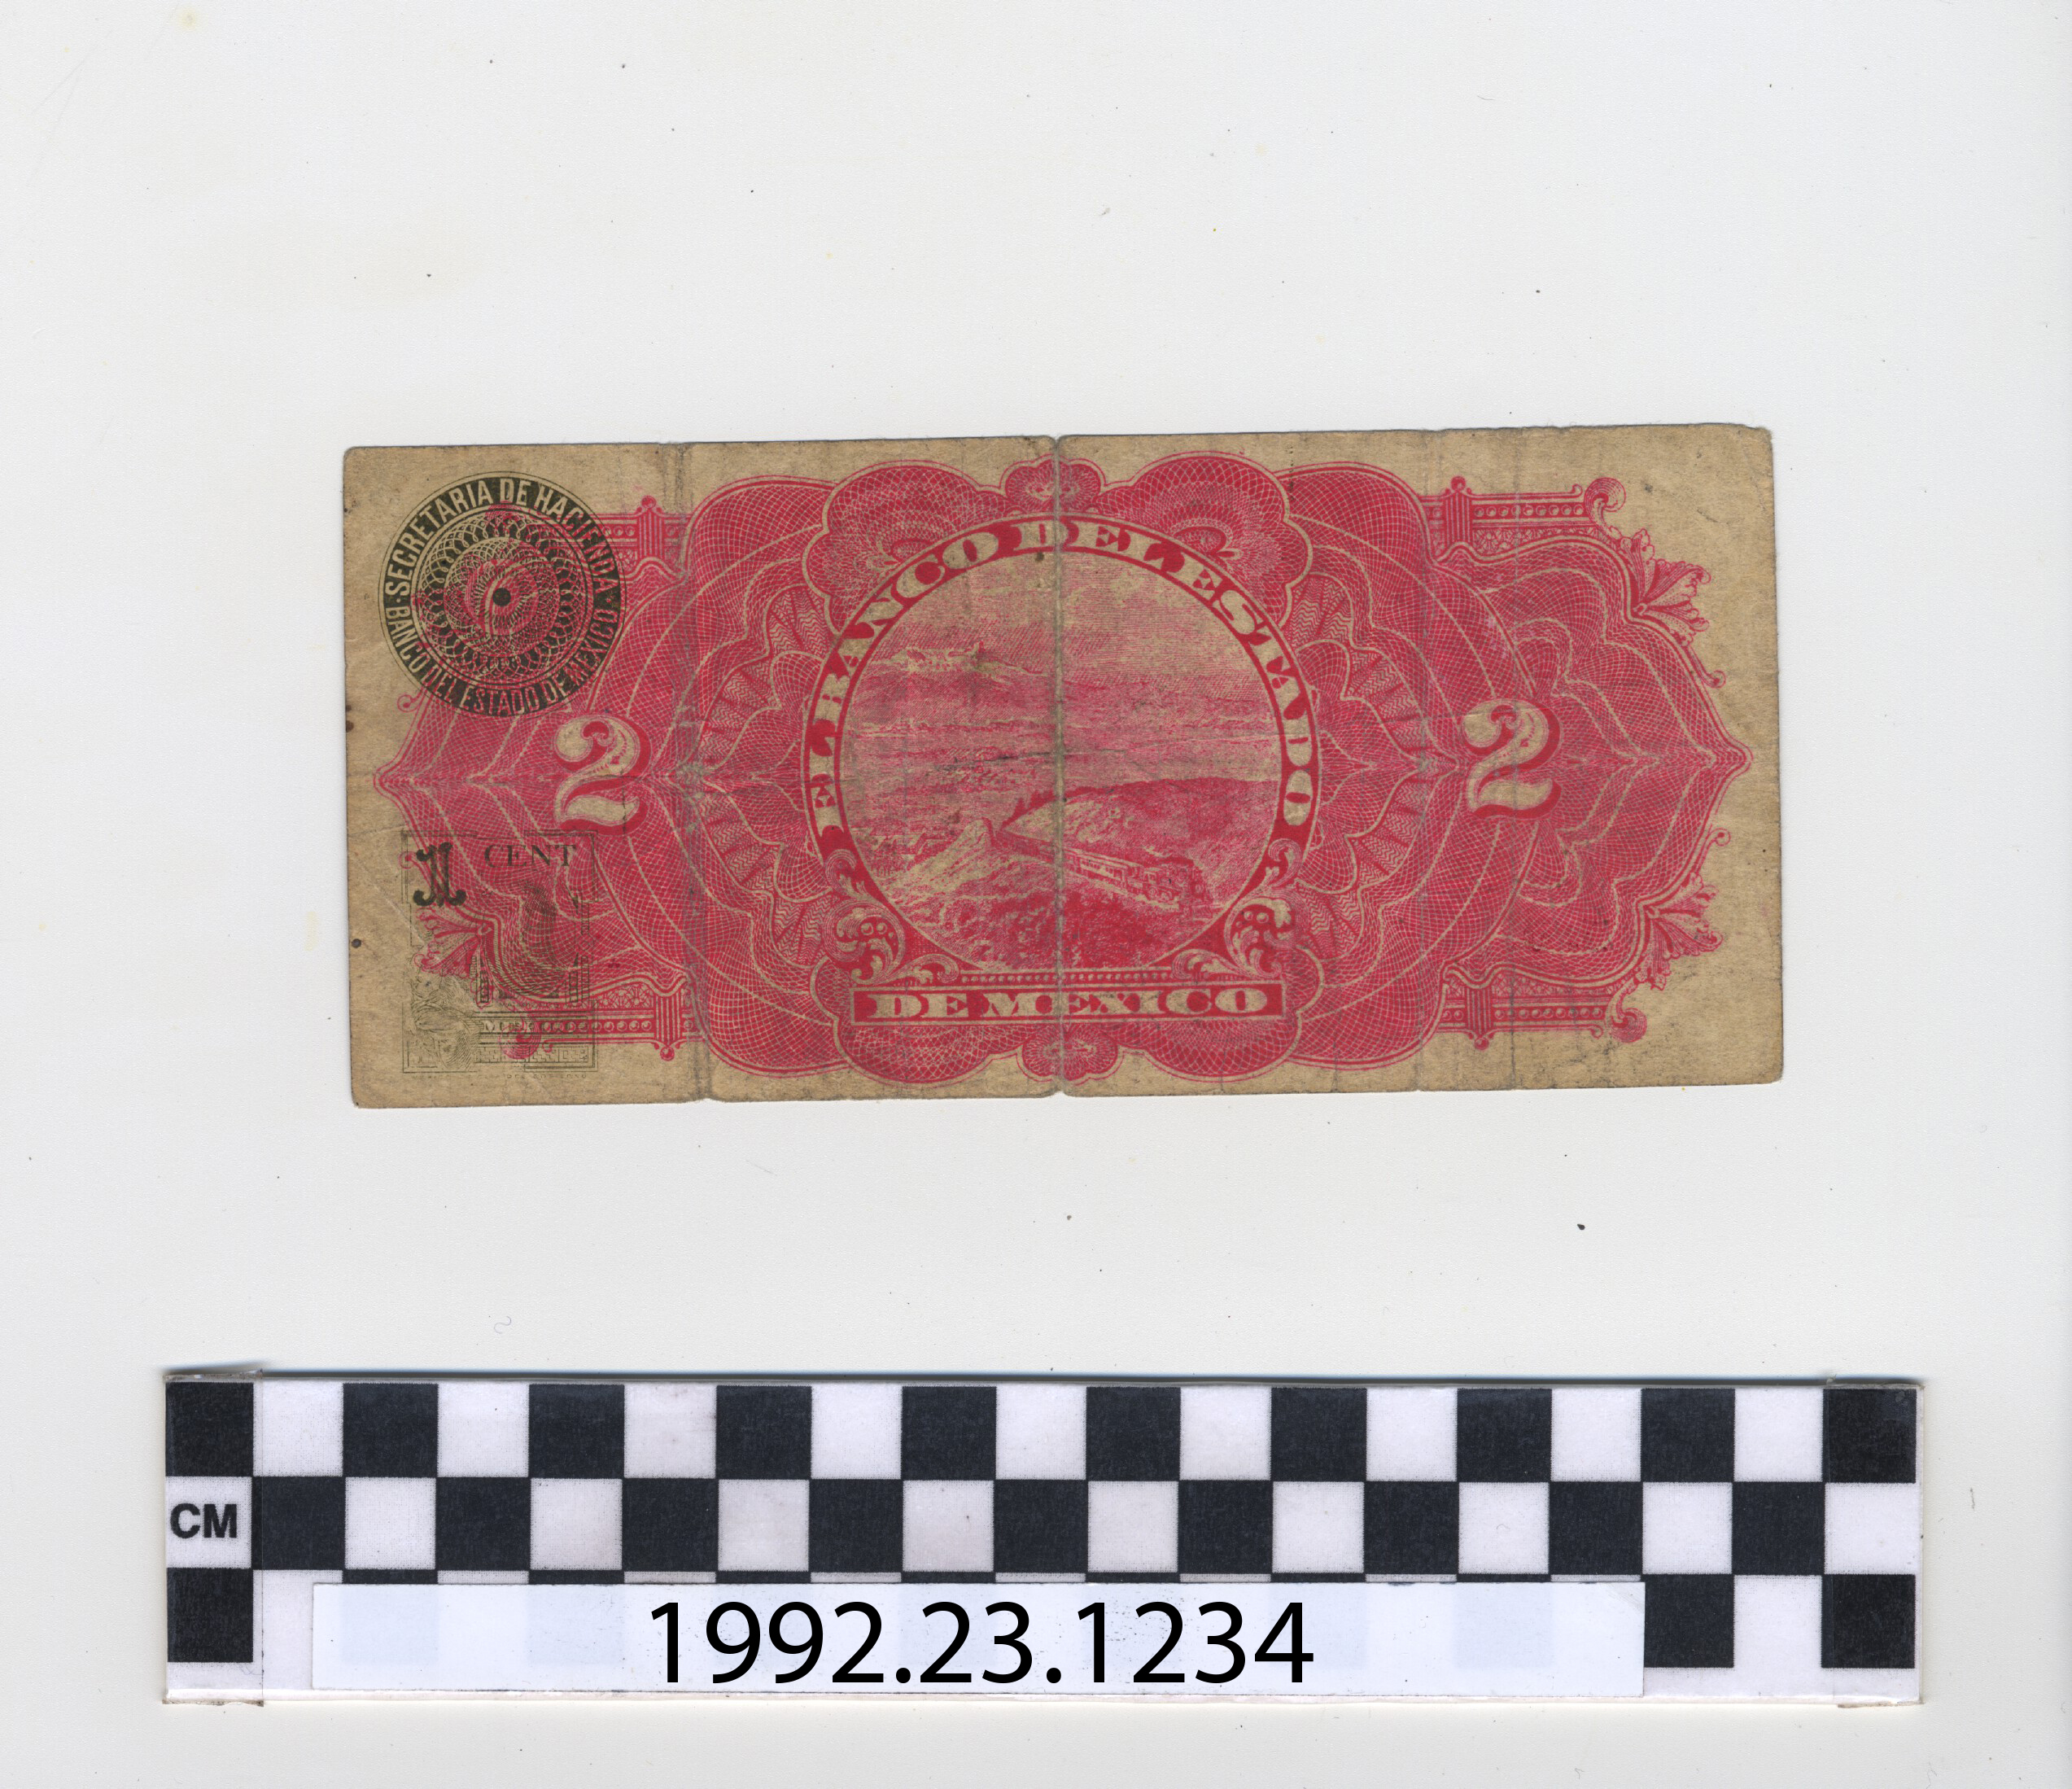 ·SECRETARIA DE HACIENDA·
BANCO DEL ESTADO DE MEXICO
EL BANCO DEL ESTADO
2
2
1 CENT
DE MEXICO
CM
1992.23.1234